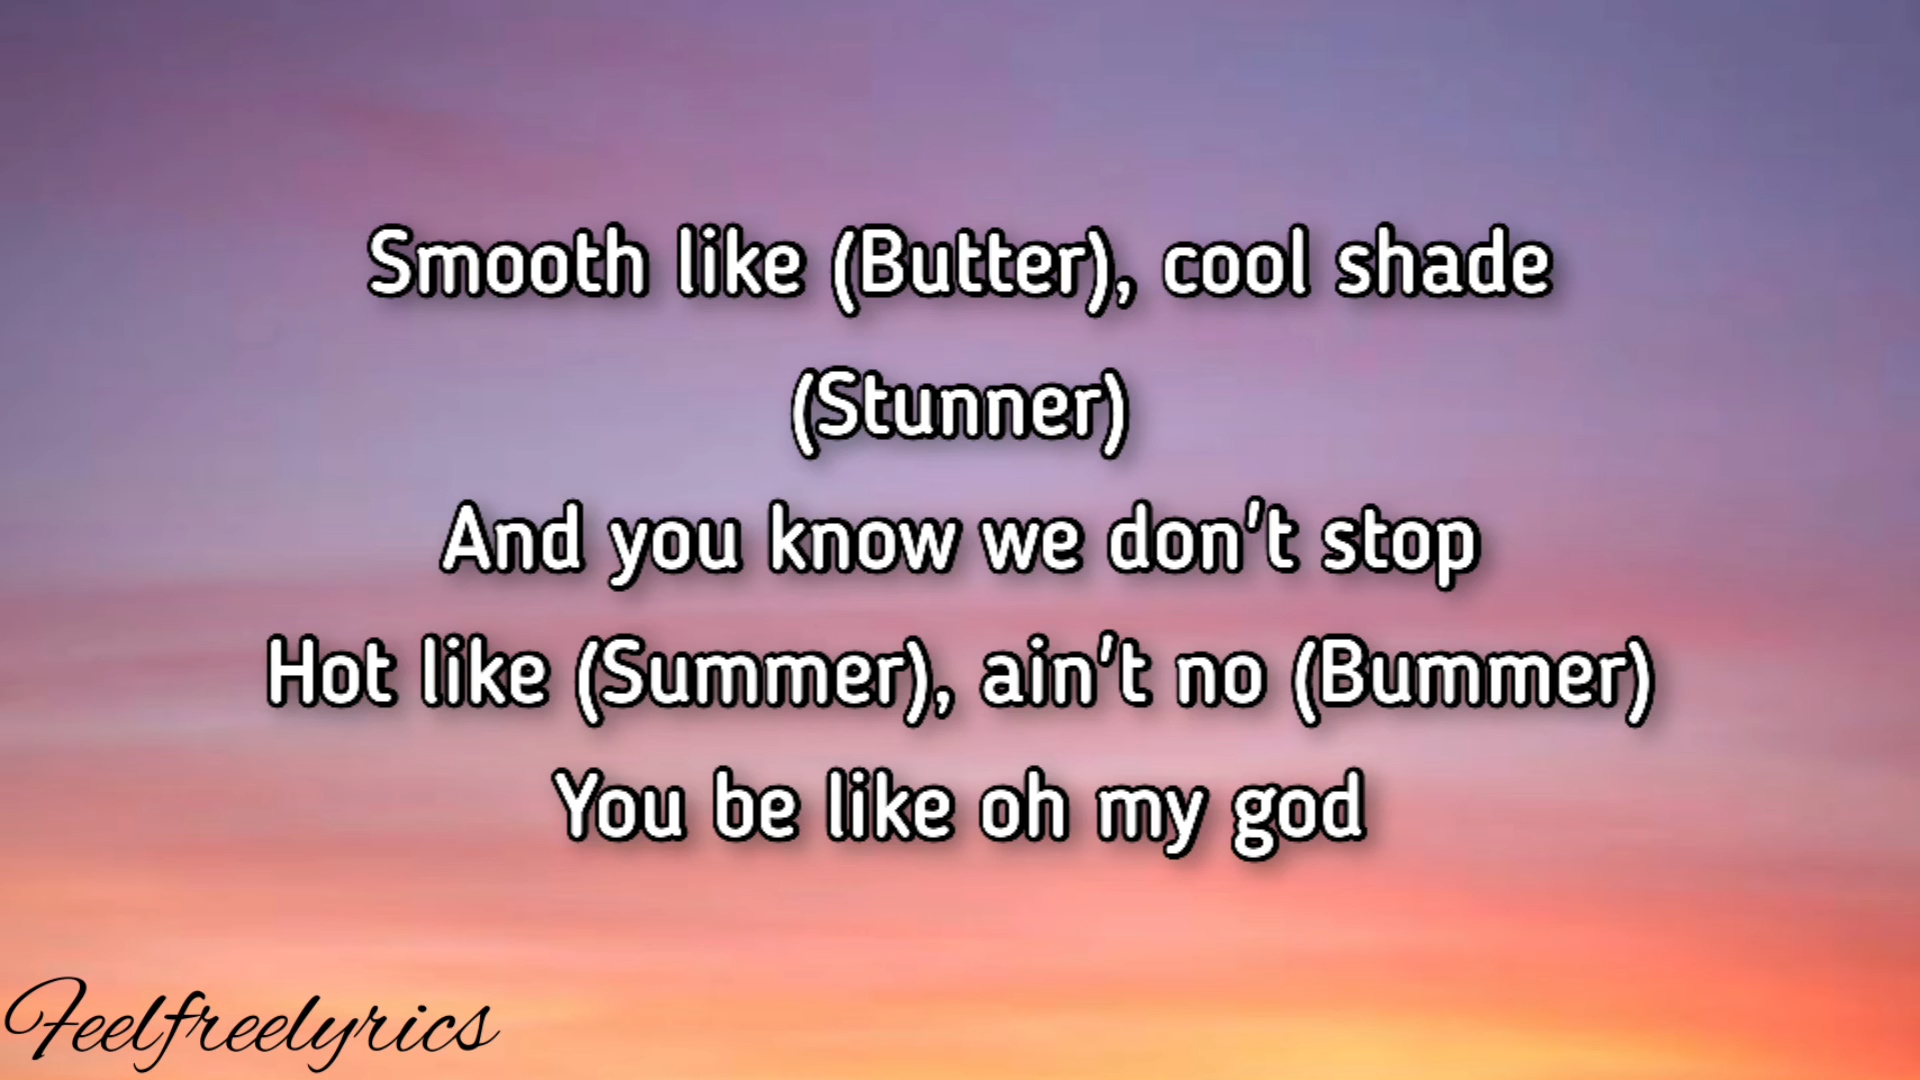 Smooth like (Butter), cool shade
(Stunner)
And you know we don't stop
Hot like (Summer), ain't no (Bummer)
You be like oh my god
Feelfreelyrics